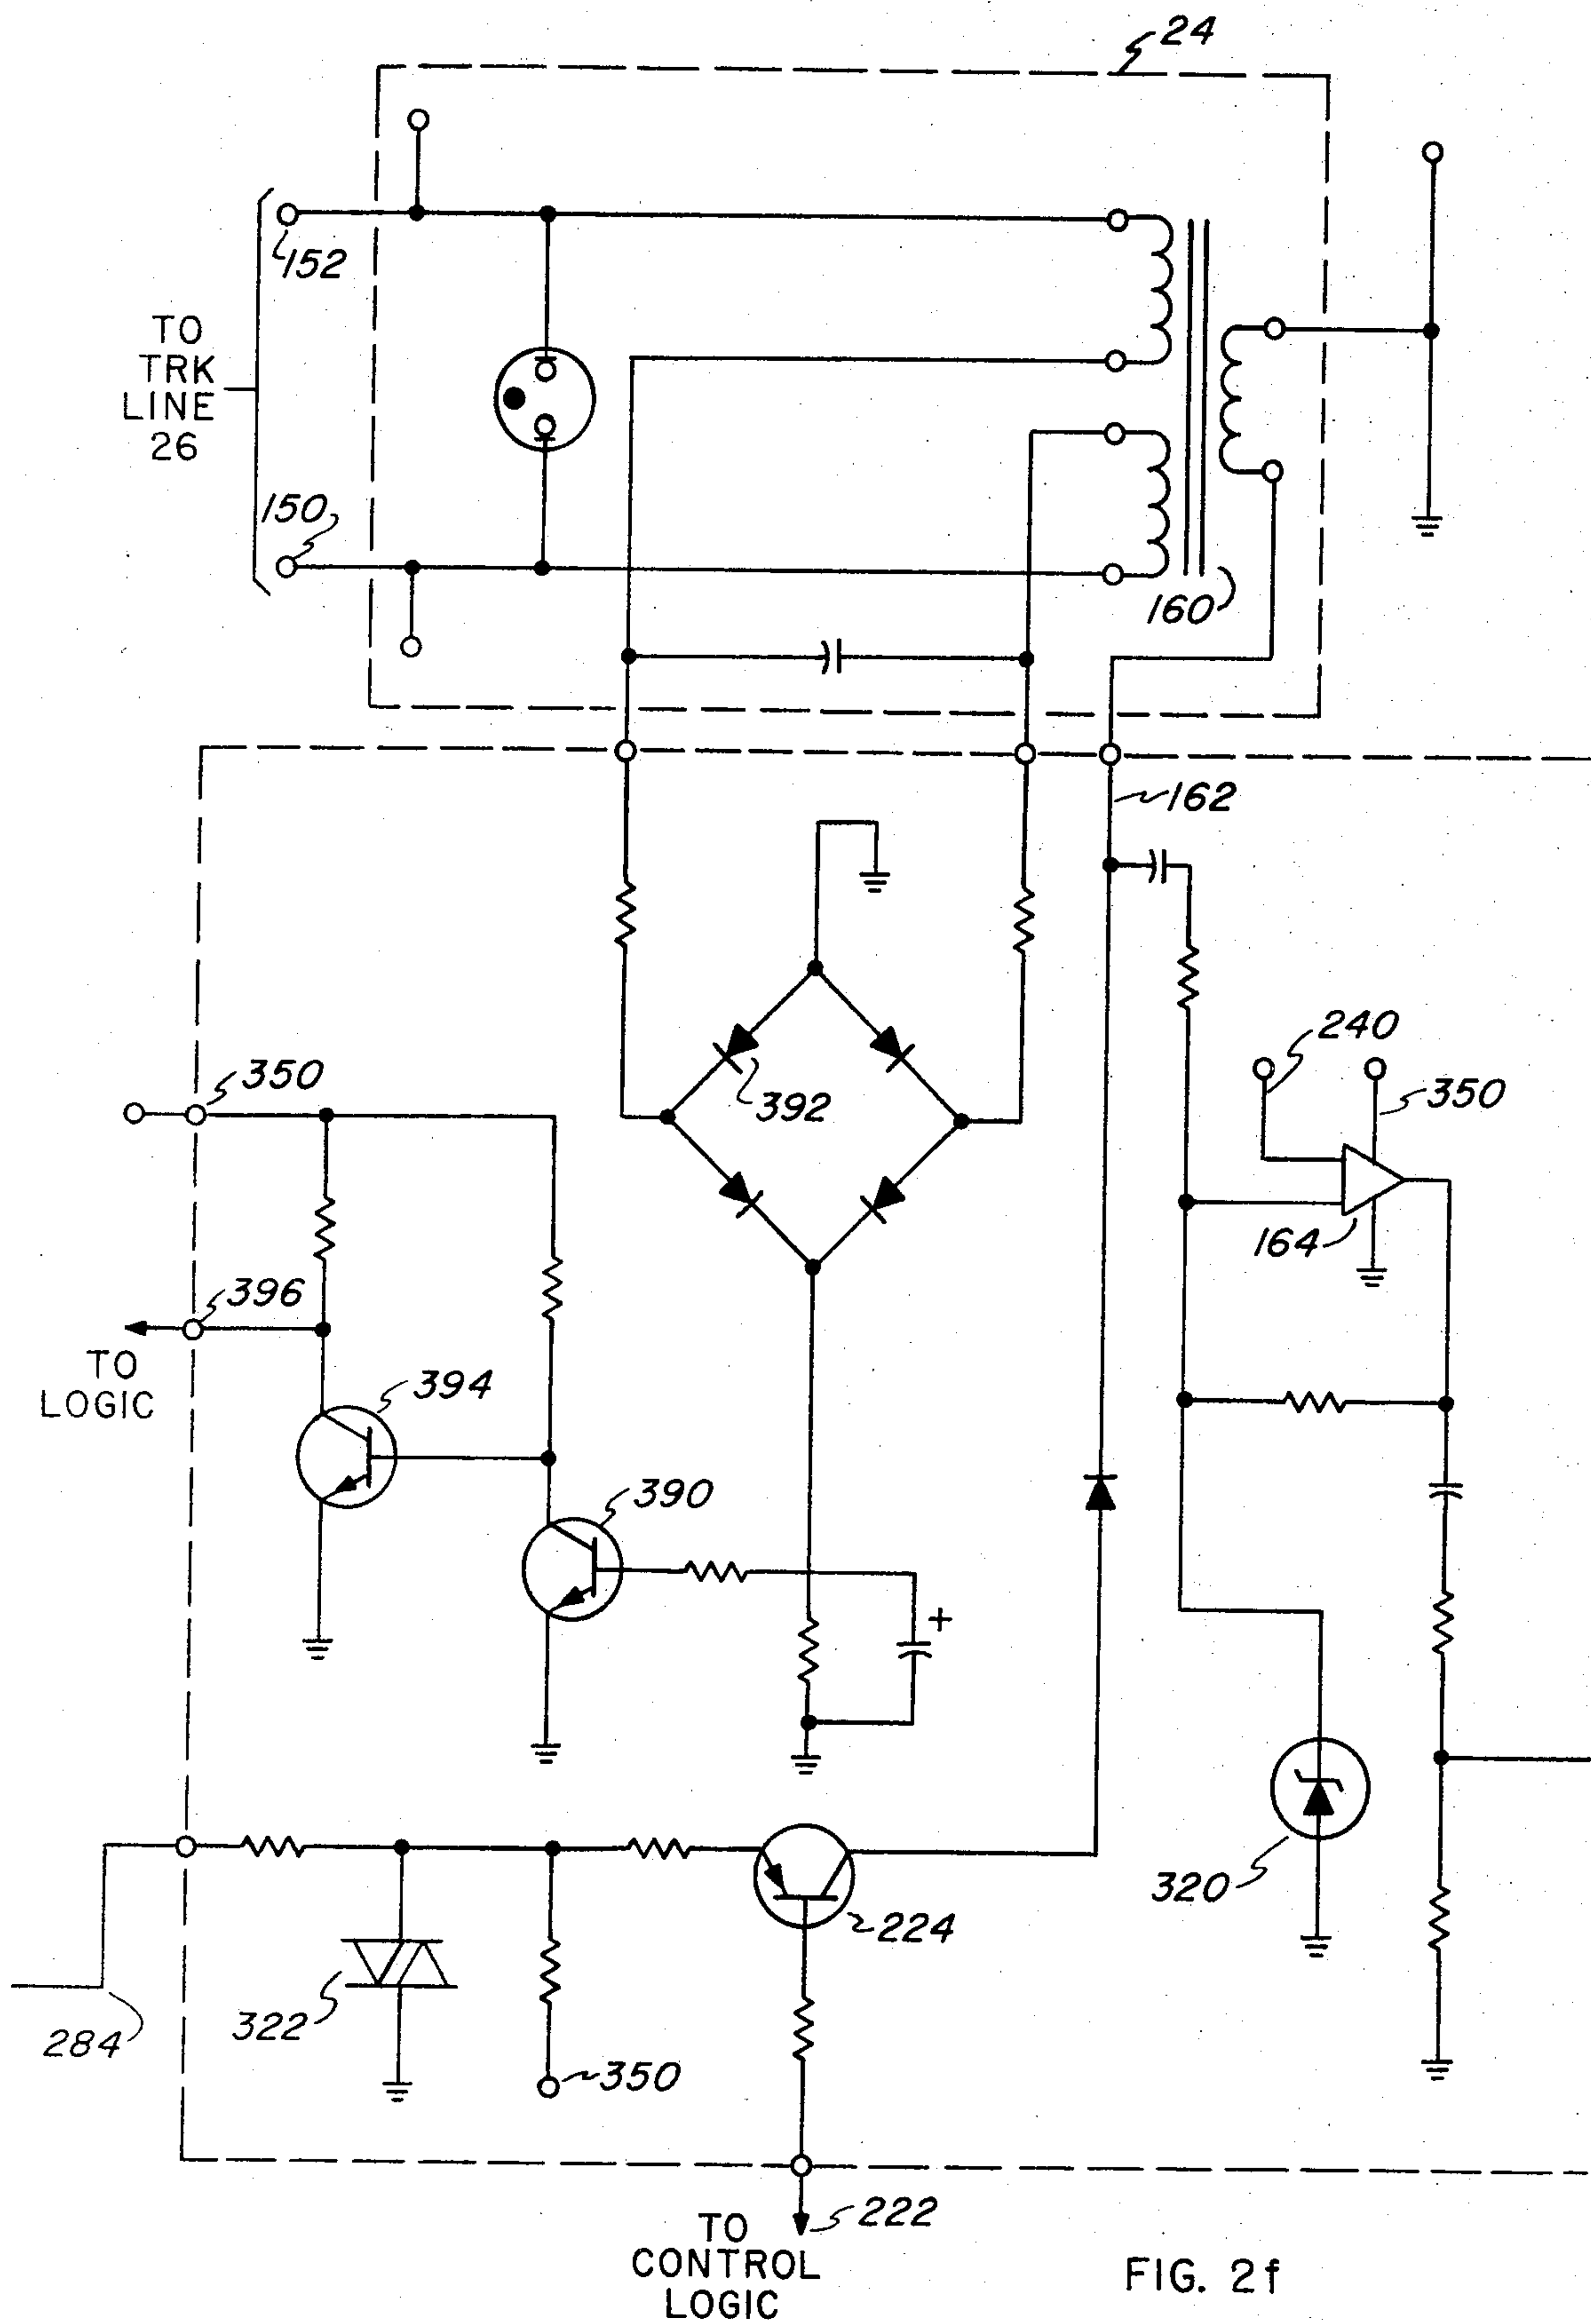 24
152
TO
TRK
LINE
26
150
160
162
240
350
350
392
164
396
TO
LOGIC
394
390
+
320
224
322
284
350
222
TO
CONTROL
LOGIC
FIG. 2f